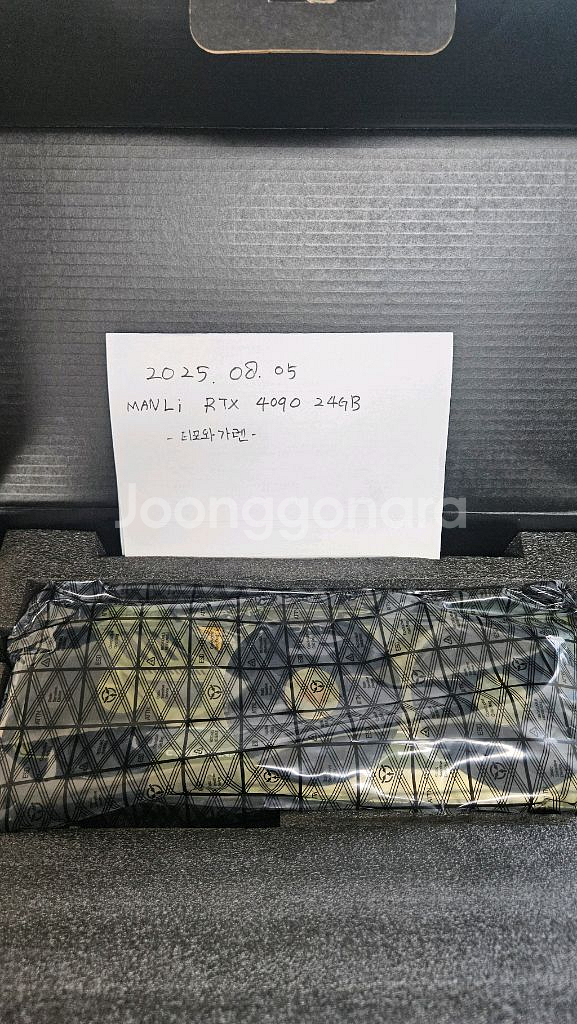 2025. 08. 05
MANLi RTX 4090 24GB
- 티모와가렌 -
Joonggonara